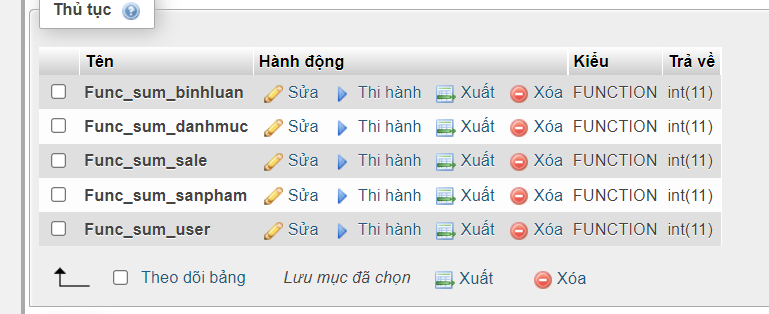 Thủ tục
Tên Hành động Kiểu Trả về
Func_sum_binhluan Sửa Thi hành Xuất Xóa FUNCTION int(11)
Func_sum_danhmuc Sửa Thi hành Xuất Xóa FUNCTION int(11)
Func_sum_sale Sửa Thi hành Xuất Xóa FUNCTION int(11)
Func_sum_sanpham Sửa Thi hành Xuất Xóa FUNCTION int(11)
Func_sum_user Sửa Thi hành Xuất Xóa FUNCTION int(11)
Theo dõi bảng Lưu mục đã chọn Xuất Xóa